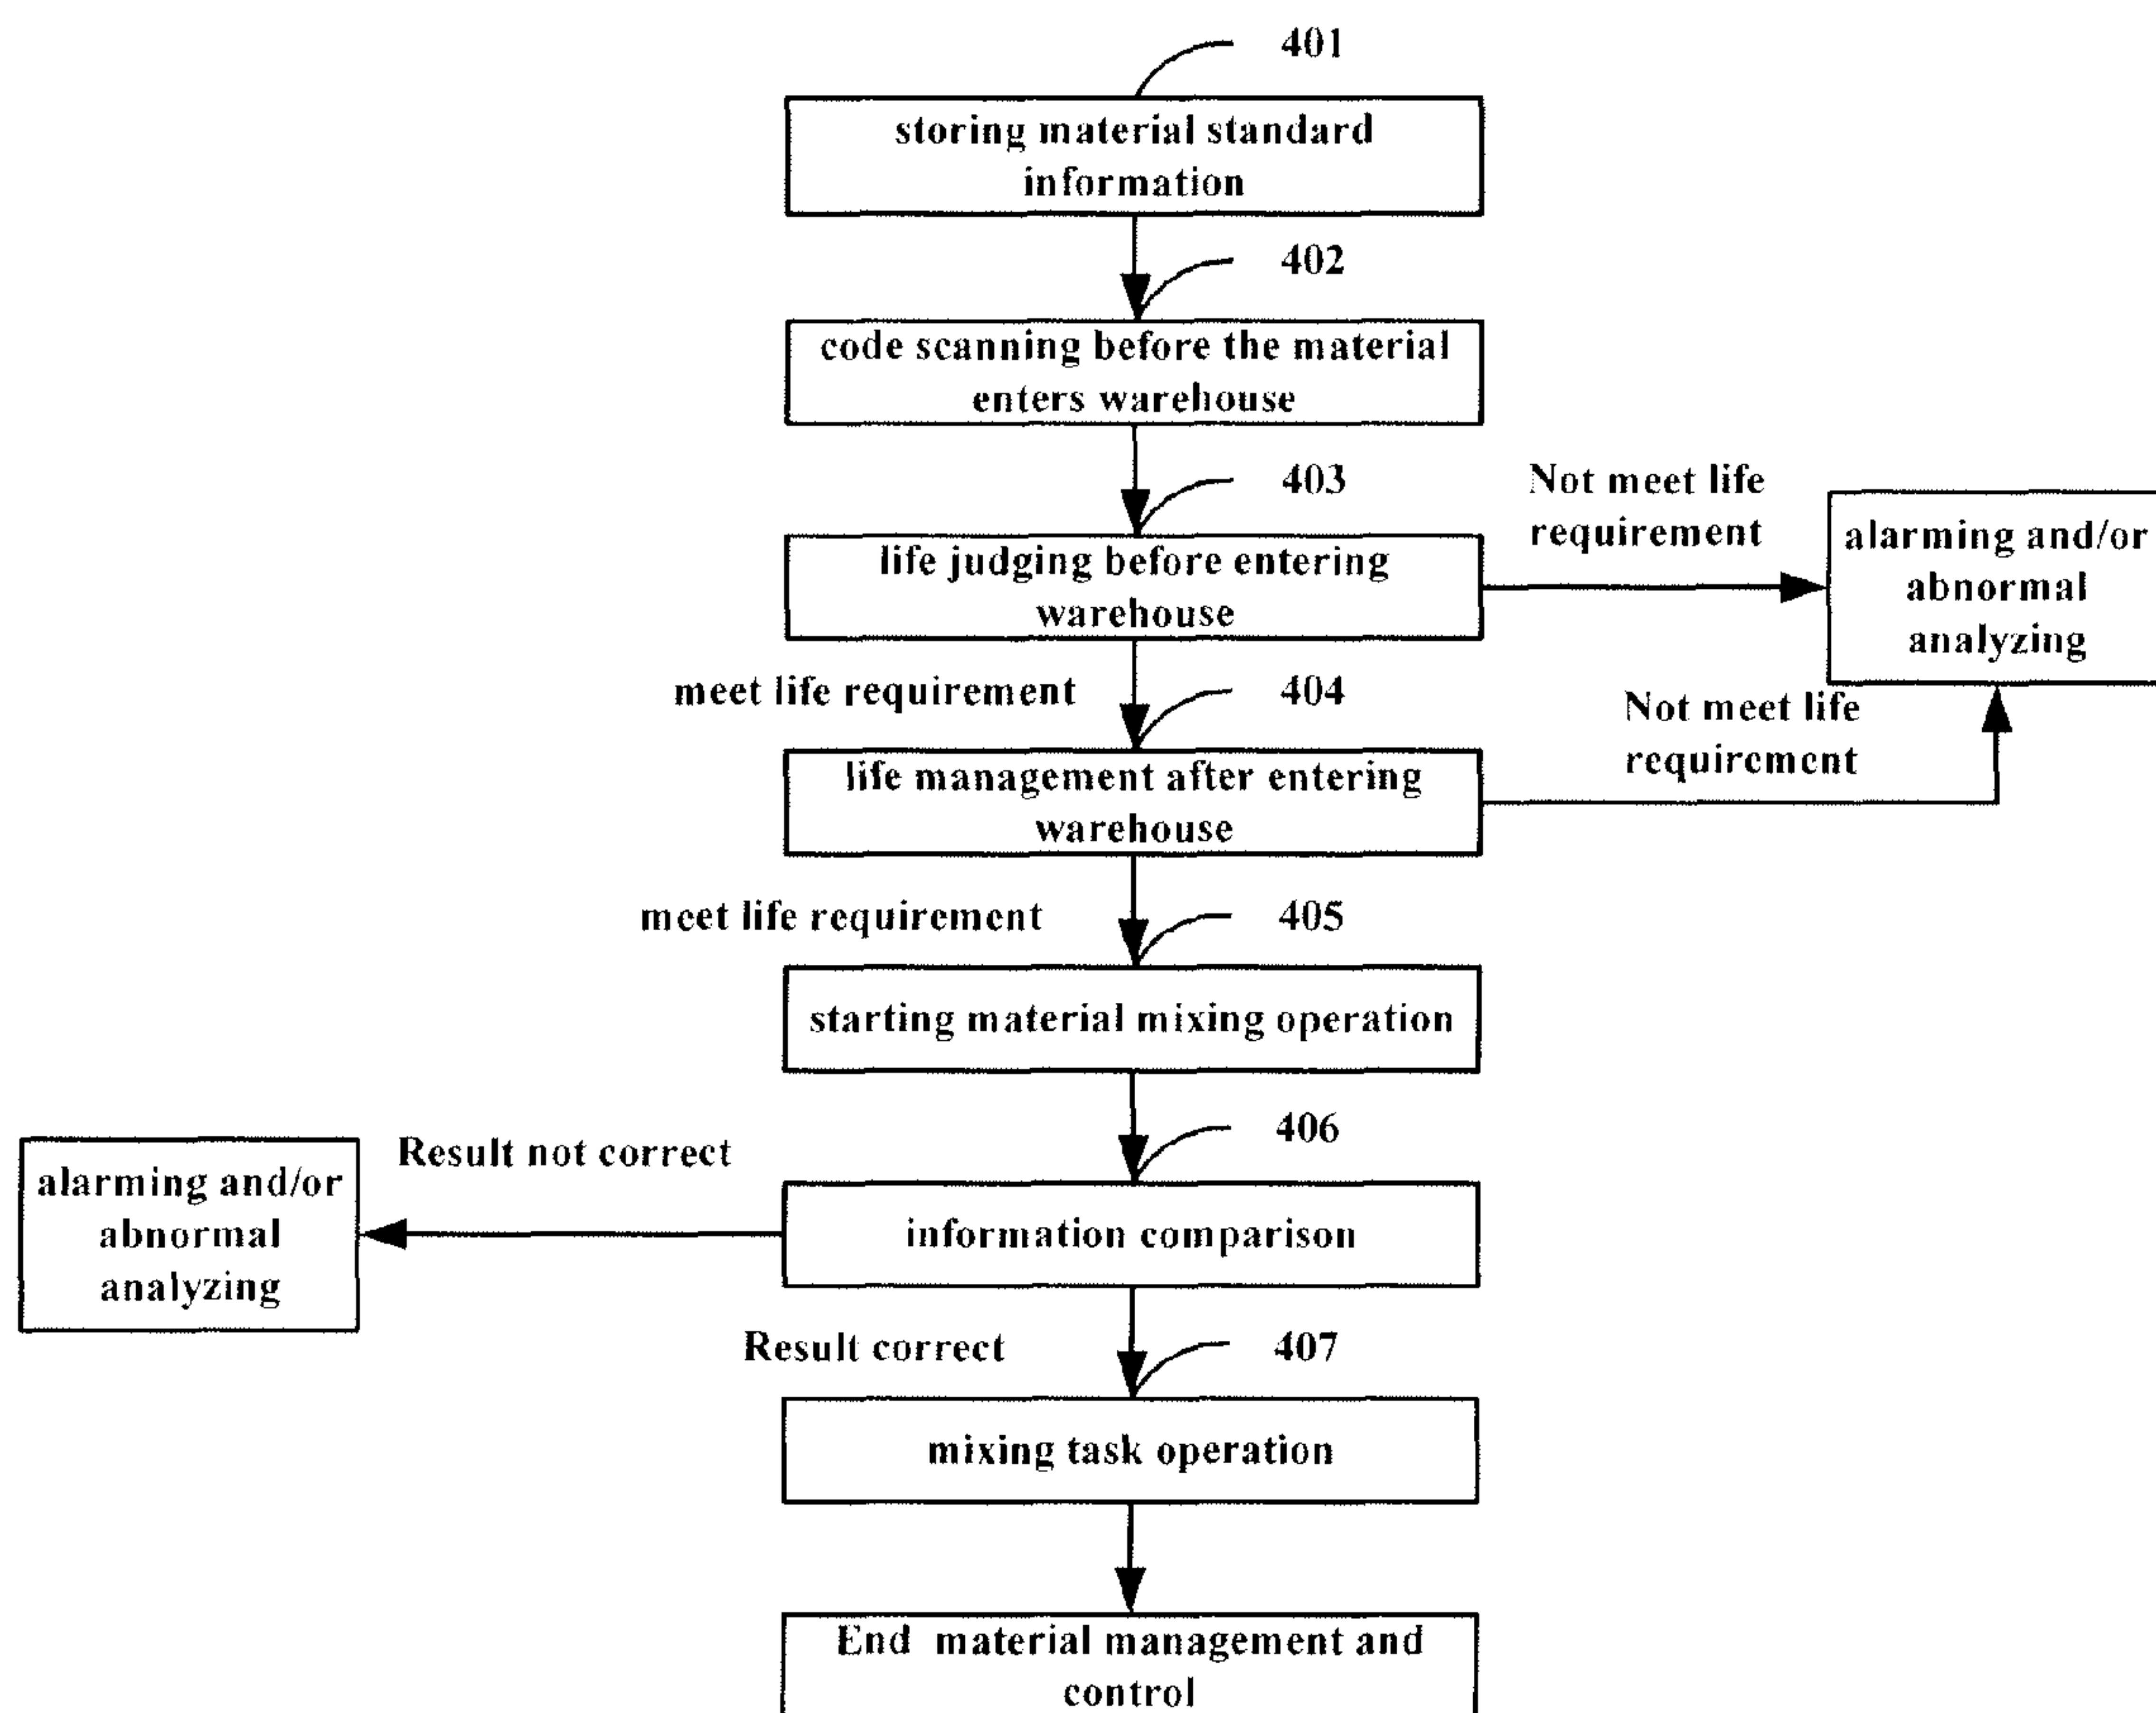 401
storing material standard
information
402
code scanning before the material
enters warehouse
403
Not meet life
requirement
life judging before entering
warehouse
alarming and/or
abnormal
analyzing
meet life requirement
404
Not meet life
requirement
life management after entering
warehouse
meet life requirement
405
starting material mixing operation
406
Result not correct
alarming and/or
abnormal
analyzing
information comparison
Result correct
407
mixing task operation
End material management and
control